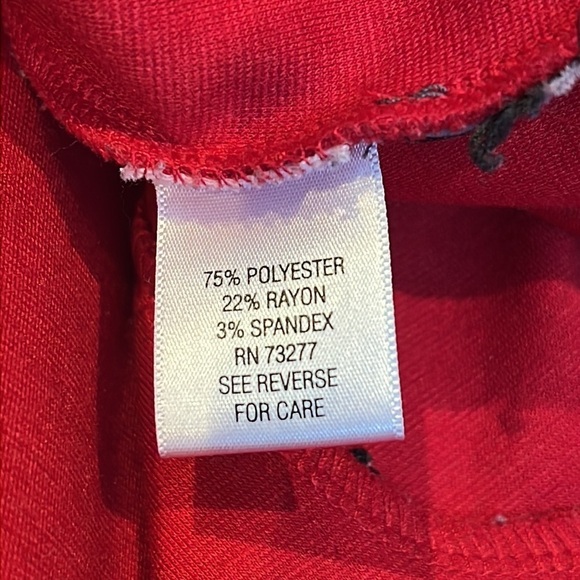 75% POLYESTER
22% RAYON
3% SPANDEX
RN 73277
SEE REVERSE
FOR CARE